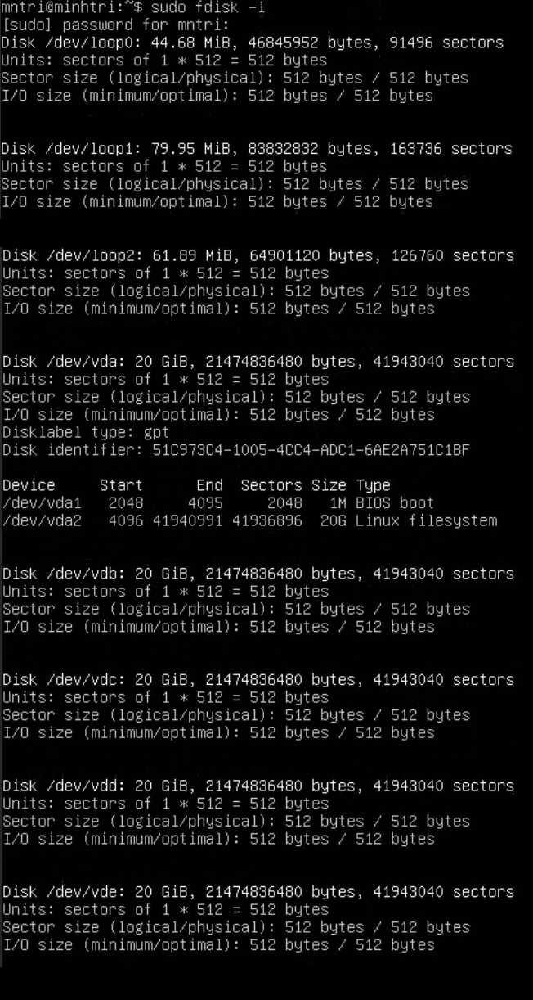 mntri@minhtri:~$ sudo fdisk -l
[sudo] password for mntri:
Disk /dev/loop0: 44.68 MiB, 46845952 bytes, 91496 sectors
Units: sectors of 1 * 512 = 512 bytes
Sector size (logical/physical): 512 bytes / 512 bytes
I/O size (minimum/optimal): 512 bytes / 512 bytes
Disk /dev/loop1: 79.95 MiB, 83832832 bytes, 163736 sectors
Units: sectors of 1 * 512 = 512 bytes
Sector size (logical/physical): 512 bytes / 512 bytes
I/O size (minimum/optimal): 512 bytes / 512 bytes
Disk /dev/loop2: 61.89 MiB, 64901120 bytes, 126760 sectors
Units: sectors of 1 * 512 = 512 bytes
Sector size (logical/physical): 512 bytes / 512 bytes
I/O size (minimum/optimal): 512 bytes / 512 bytes
Disk /dev/vda: 20 GiB, 21474836480 bytes, 41943040 sectors
Units: sectors of 1 * 512 = 512 bytes
Sector size (logical/physical): 512 bytes / 512 bytes
I/O size (minimum/optimal): 512 bytes / 512 bytes
Disklabel type: gpt
Disk identifier: 51C973C4-1005-4CC4-ADC1-6AE2A751C1BF
Device Start End Sectors Size Type
/dev/vda1 2048 4095 2048 1M BIOS boot
/dev/vda2 4096 41940991 41936896 20G Linux filesystem
Disk /dev/vdb: 20 GiB, 21474836480 bytes, 41943040 sectors
Units: sectors of 1 * 512 = 512 bytes
Sector size (logical/physical): 512 bytes / 512 bytes
I/O size (minimum/optimal): 512 bytes / 512 bytes
Disk /dev/vdc: 20 GiB, 21474836480 bytes, 41943040 sectors
Units: sectors of 1 * 512 = 512 bytes
Sector size (logical/physical): 512 bytes / 512 bytes
I/O size (minimum/optimal): 512 bytes / 512 bytes
Disk /dev/vdd: 20 GiB, 21474836480 bytes, 41943040 sectors
Units: sectors of 1 * 512 = 512 bytes
Sector size (logical/physical): 512 bytes / 512 bytes
I/O size (minimum/optimal): 512 bytes / 512 bytes
Disk /dev/vde: 20 GiB, 21474836480 bytes, 41943040 sectors
Units: sectors of 1 * 512 = 512 bytes
Sector size (logical/physical): 512 bytes / 512 bytes
I/O size (minimum/optimal): 512 bytes / 512 bytes